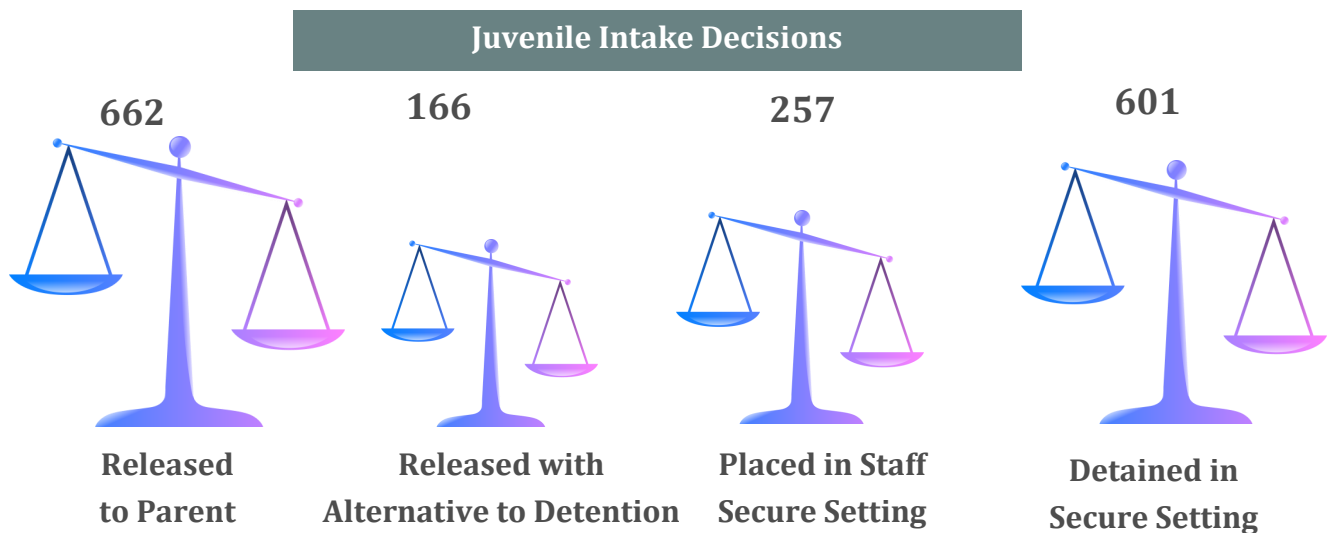 Juvenile Intake Decisions
662
166
257
601
Released
to Parent
Released with
Alternative to Detention
Placed in Staff
Secure Setting
Detained in
Secure Setting